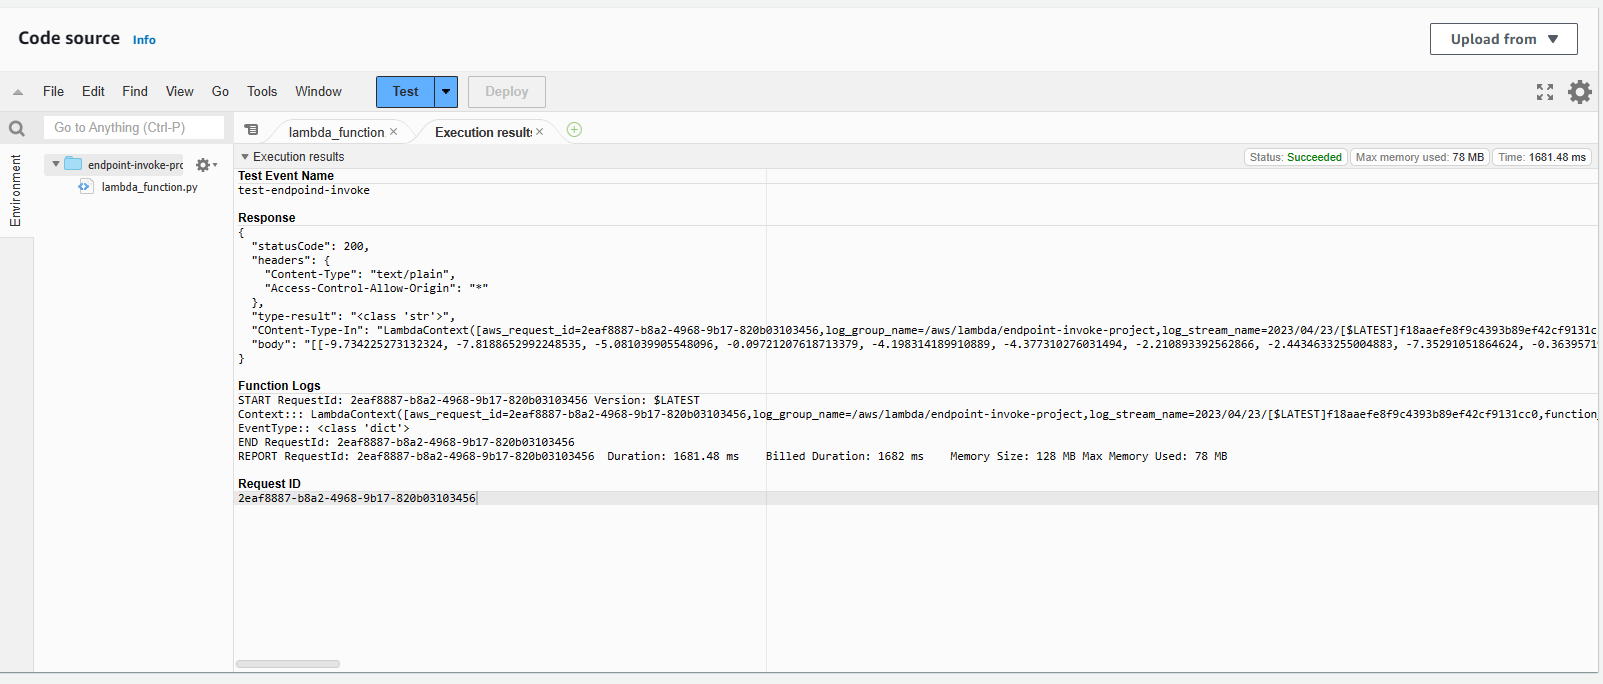 Code source Info
Upload from
File Edit Find View Go Tools Window Test Deploy
Go to Anything (Ctrl-P)
lambda_function
Execution results
Environment
endpoint-invoke-prc
lambda_function.py
Execution results
Status: Succeeded Max memory used: 78 MB Time: 1681.48 ms
Test Event Name
test-endpoind-invoke
Response
{
"statusCode": 200,
"headers": {
"Content-Type": "text/plain",
"Access-Control-Allow-Origin": "*"
},
"type-result": "<class 'str'>",
"COntent-Type-In": "LambdaContext([aws_request_id=2eaf8887-b8a2-4968-9b17-820b03103456,log_group_name=/aws/lambda/endpoint-invoke-project,log_stream_name=2023/04/23/[$LATEST]f18aaefe8f9c4393b89ef42cf9131c
"body": "[[-9.734225273132324, -7.8188652992248535, -5.081039905548096, -0.09721207618713379, -4.198314189910889, -4.377310276031494, -2.210893392562866, -2.4434633255004883, -7.35291051864624, -0.3639571
}
Function Logs
START RequestId: 2eaf8887-b8a2-4968-9b17-820b03103456 Version: $LATEST
Context::: LambdaContext([aws_request_id=2eaf8887-b8a2-4968-9b17-820b03103456,log_group_name=/aws/lambda/endpoint-invoke-project,log_stream_name=2023/04/23/[$LATEST]f18aaefe8f9c4393b89ef42cf9131cc0,function_
EventType:: <class 'dict'>
END RequestId: 2eaf8887-b8a2-4968-9b17-820b03103456
REPORT RequestId: 2eaf8887-b8a2-4968-9b17-820b03103456 Duration: 1681.48 ms Billed Duration: 1682 ms Memory Size: 128 MB Max Memory Used: 78 MB
Request ID
2eaf8887-b8a2-4968-9b17-820b03103456